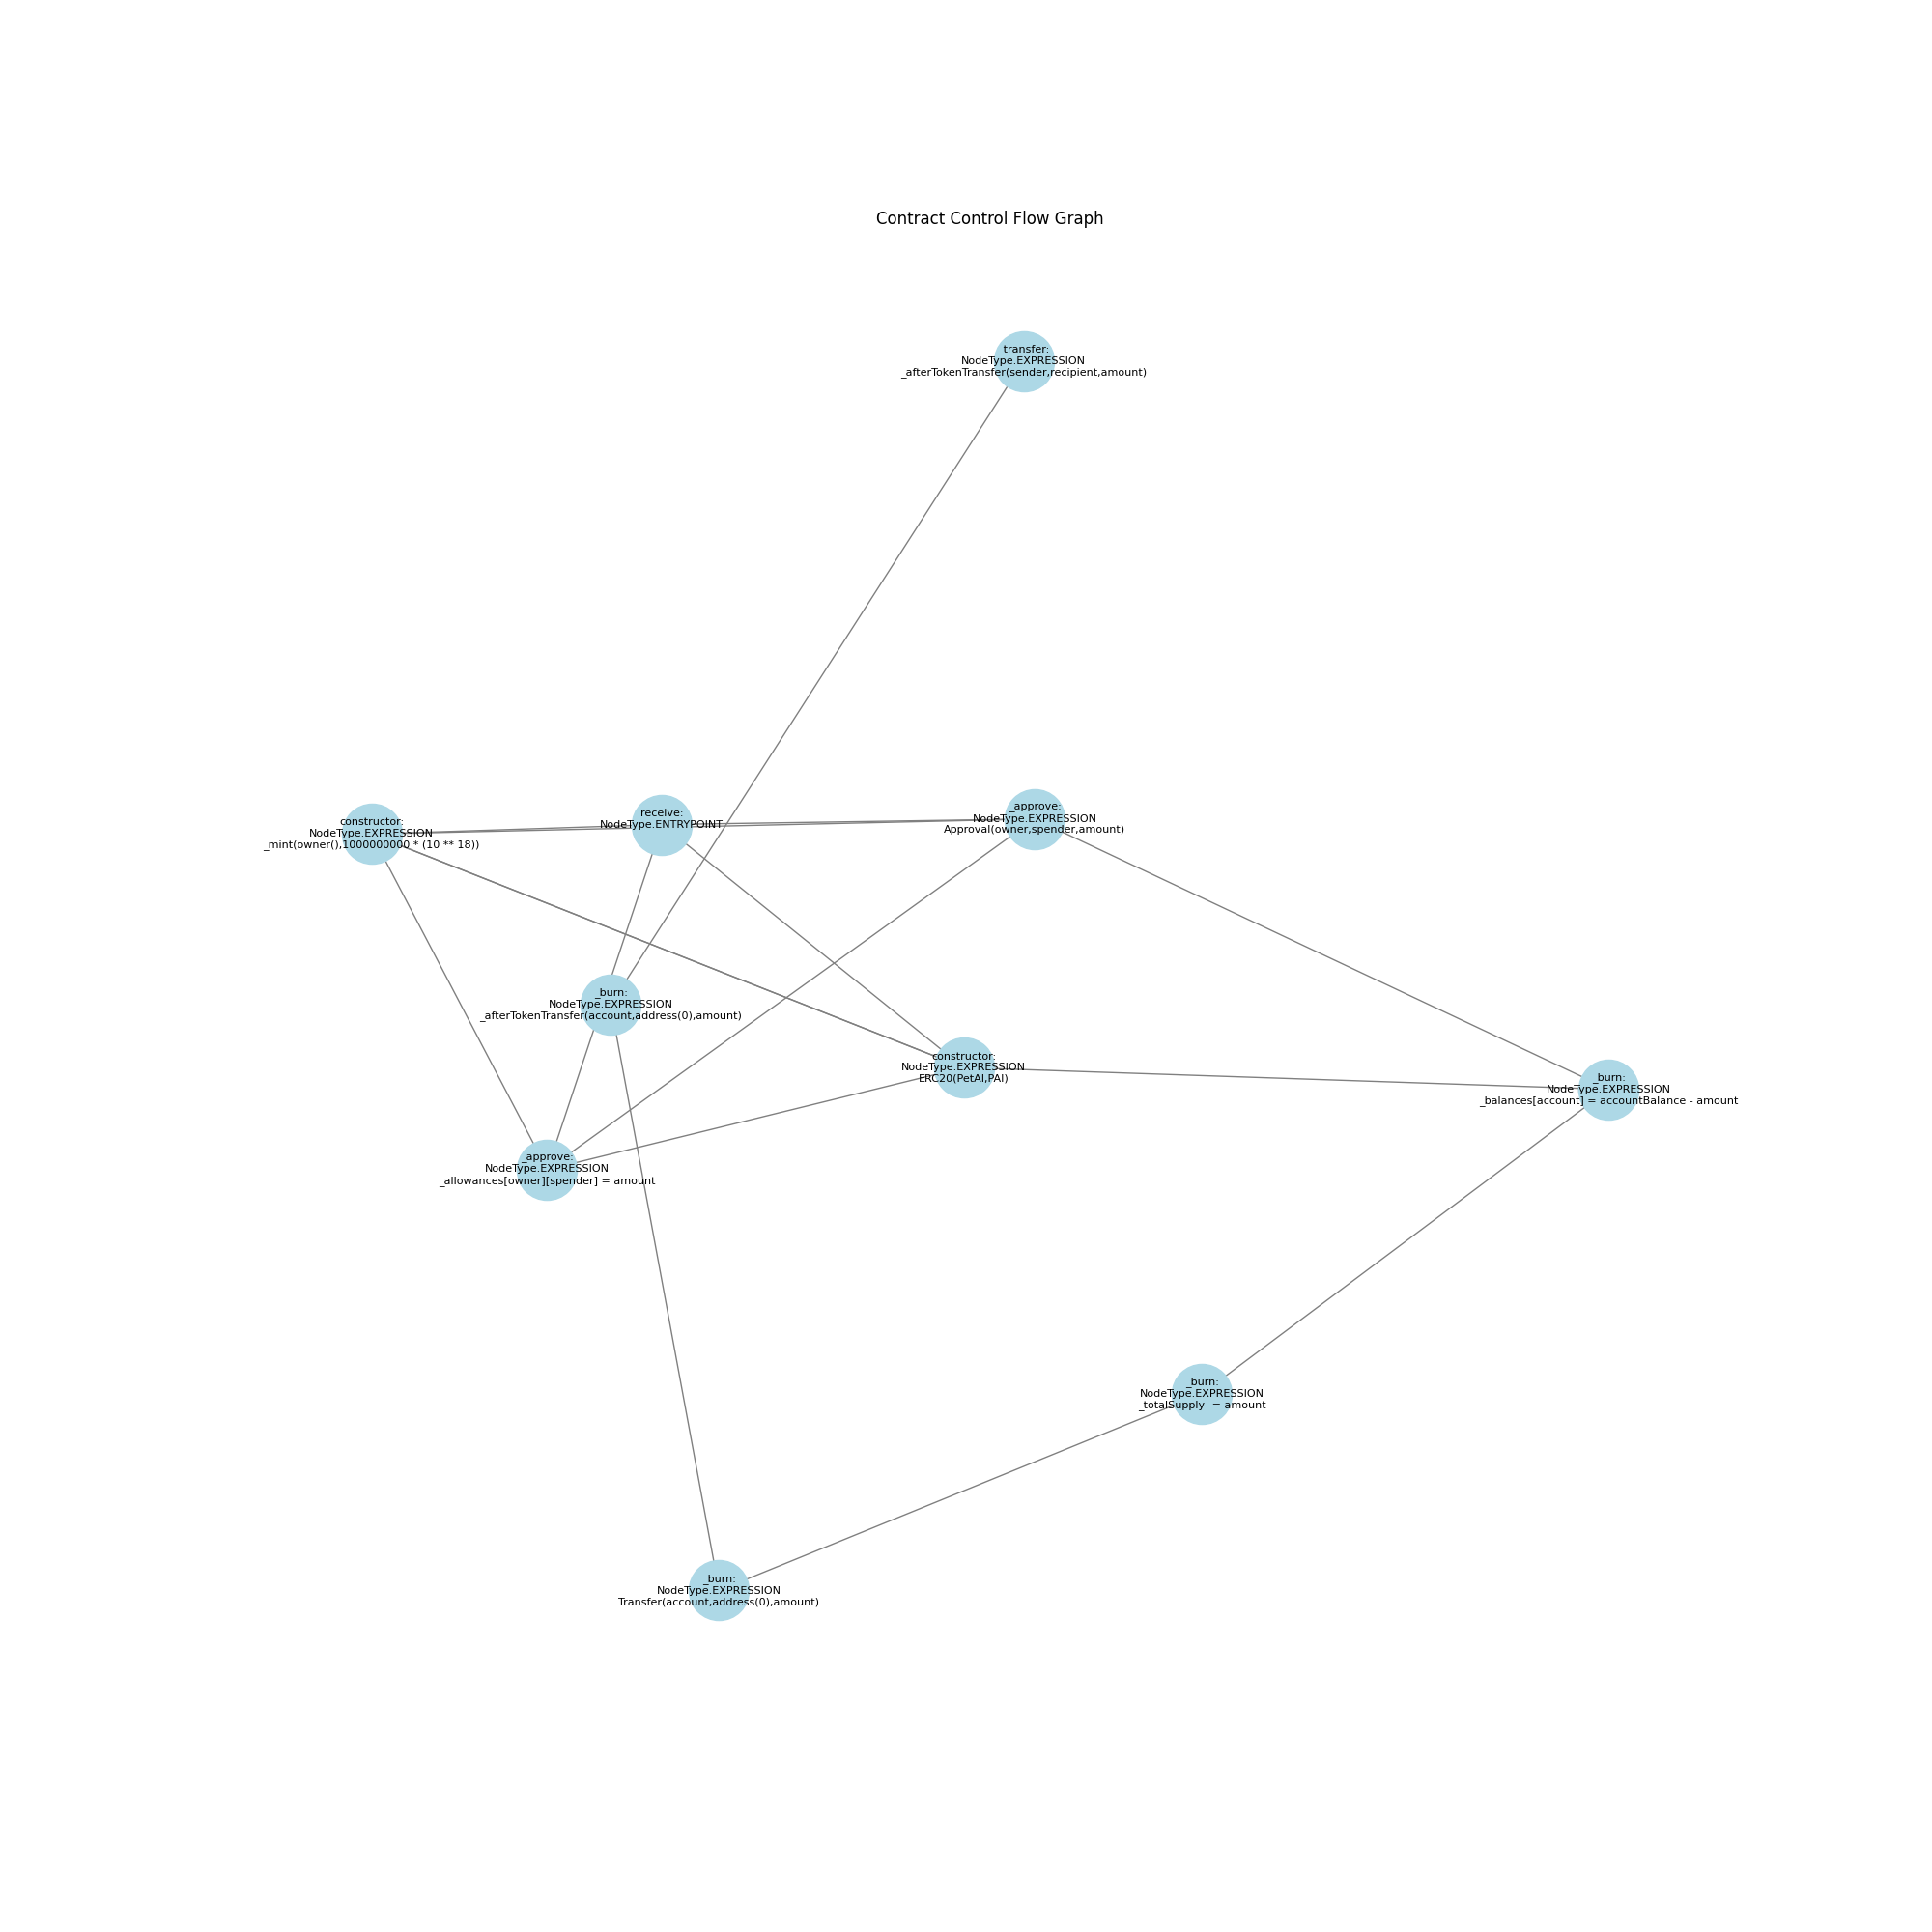 Contract Control Flow Graph
_transfer:
NodeType.EXPRESSION
_afterTokenTransfer(sender,recipient,amount)
constructor:
NodeType.EXPRESSION
_mint(owner(),1000000000 * (10 ** 18))
receive:
NodeType.ENTRYPOINT
_approve:
NodeType.EXPRESSION
Approval(owner,spender,amount)
_burn:
NodeType.EXPRESSION
_afterTokenTransfer(account,address(0),amount)
constructor:
NodeType.EXPRESSION
ERC20(PetAI,PAI)
_burn:
NodeType.EXPRESSION
_balances[account] = accountBalance - amount
_approve:
NodeType.EXPRESSION
_allowances[owner][spender] = amount
_burn:
NodeType.EXPRESSION
_totalSupply -= amount
_burn:
NodeType.EXPRESSION
Transfer(account,address(0),amount)